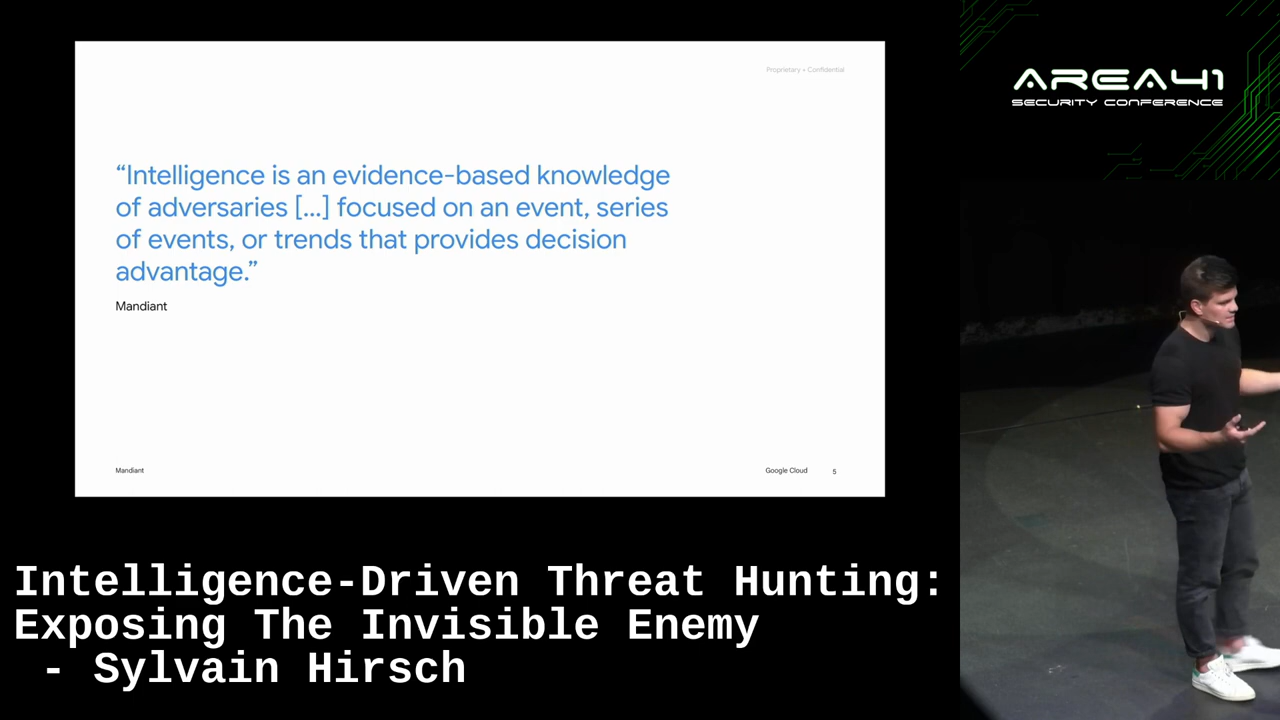 Proprietary + Confidential
“Intelligence is an evidence-based knowledge
of adversaries [...] focused on an event, series
of events, or trends that provides decision
advantage.”
Mandiant
Mandiant
Google Cloud
5
AREA41
SECURITY CONFERENCE
Intelligence-Driven Threat Hunting:
Exposing The Invisible Enemy
- Sylvain Hirsch